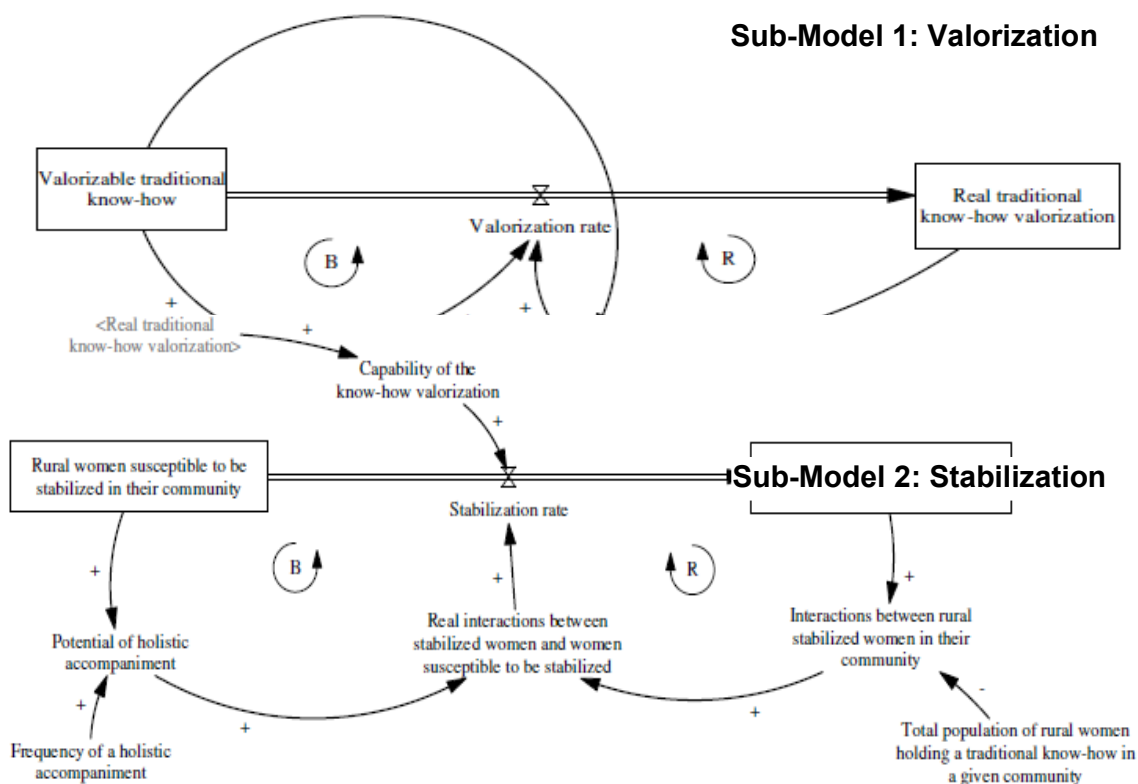 Sub-Model 1: Valorization
Valorizable traditional
know-how
Real traditional
know-how valorization
Valorization rate
B
R
+
+
<Real traditional
know-how valorization>
+
Capability of the
know-how valorization
+
Rural women susceptible to be
stabilized in their community
Sub-Model 2: Stabilization
Stabilization rate
B
R
+
+
+
Potential of holistic
accompaniment
Real interactions between
stabilized women and women
susceptible to be stabilized
Interactions between rural
stabilized women in their
community
+
+
+
-
Frequency of a holistic
accompaniment
Total population of rural women
holding a traditional know-how in
a given community